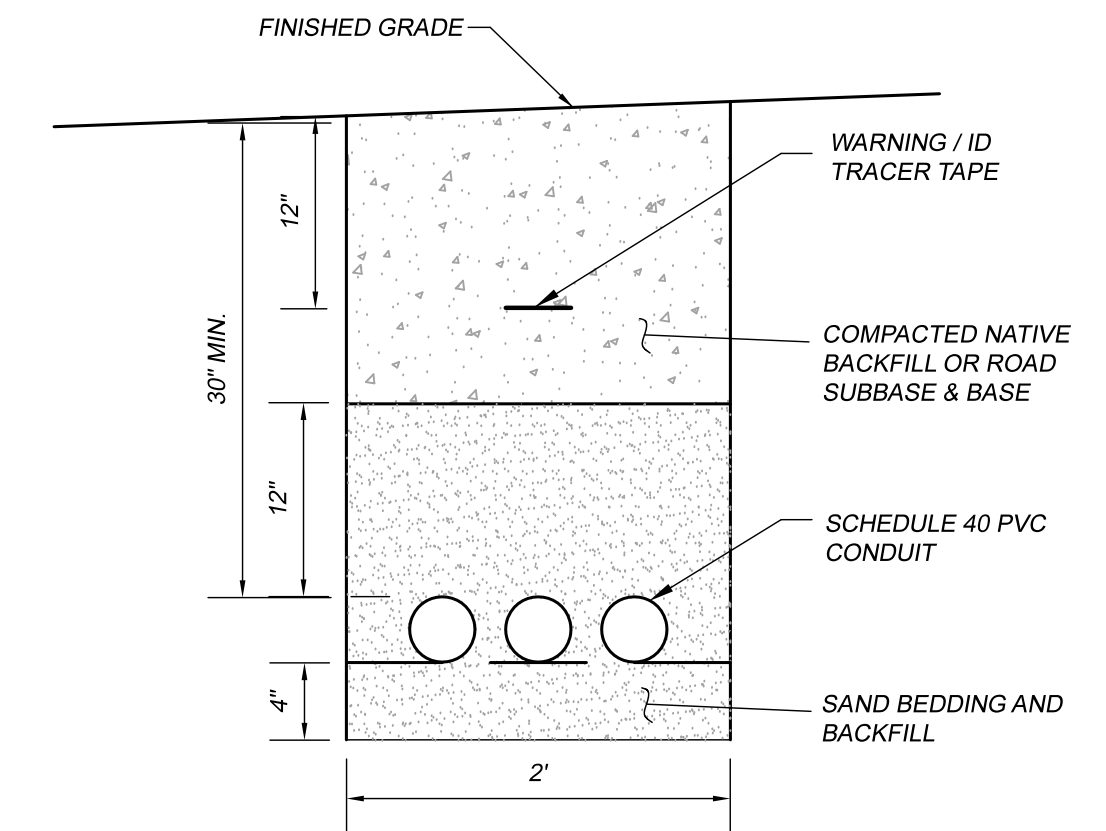 FINISHED GRADE
WARNING / ID
TRACER TAPE
12"
30" MIN.
COMPACTED NATIVE
BACKFILL OR ROAD
SUBBASE & BASE
12"
SCHEDULE 40 PVC
CONDUIT
4"
SAND BEDDING AND
BACKFILL
2'